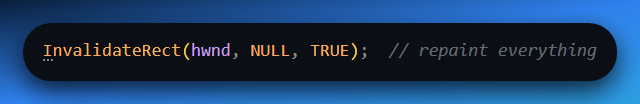 InvalidateRect(hwnd, NULL, TRUE);  // repaint everything